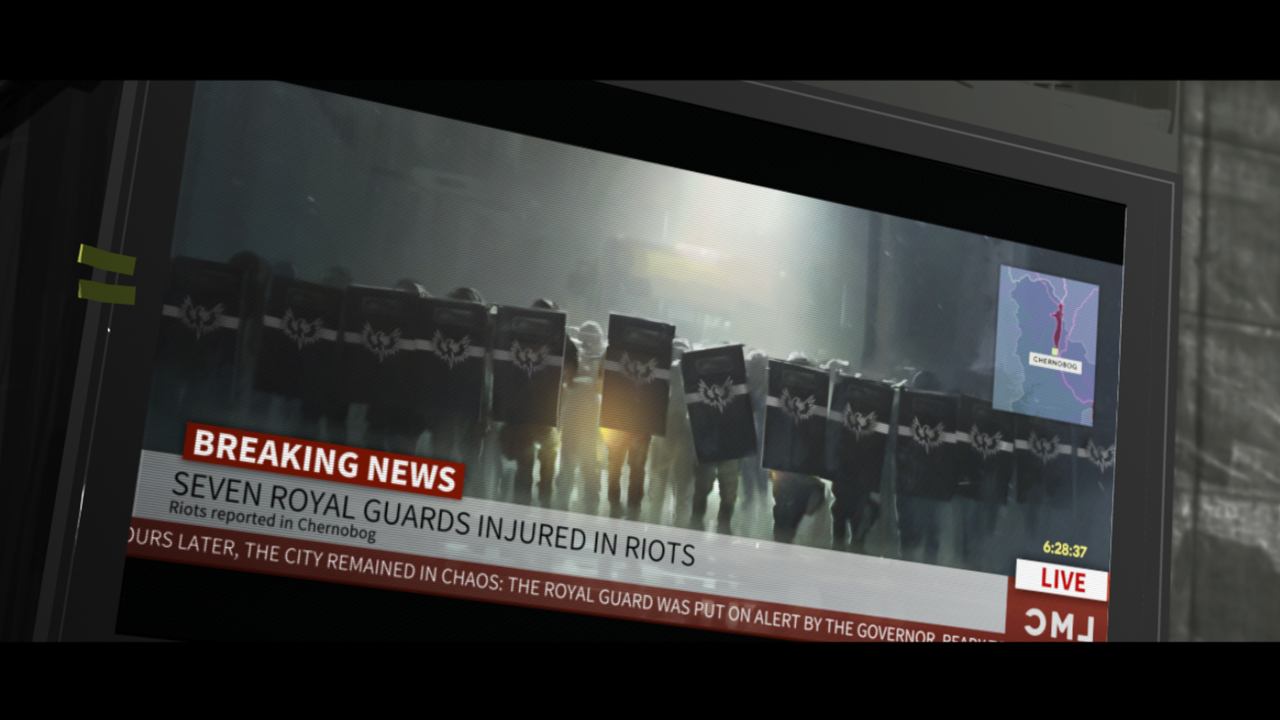 CHERNOBOG
BREAKING NEWS
SEVEN ROYAL GUARDS INJURED IN RIOTS
Riots reported in Chernobog
6:28:37
LIVE
OURS LATER, THE CITY REMAINED IN CHAOS: THE ROYAL GUARD WAS PUT ON ALERT BY THE GOVERNOR,
LMC